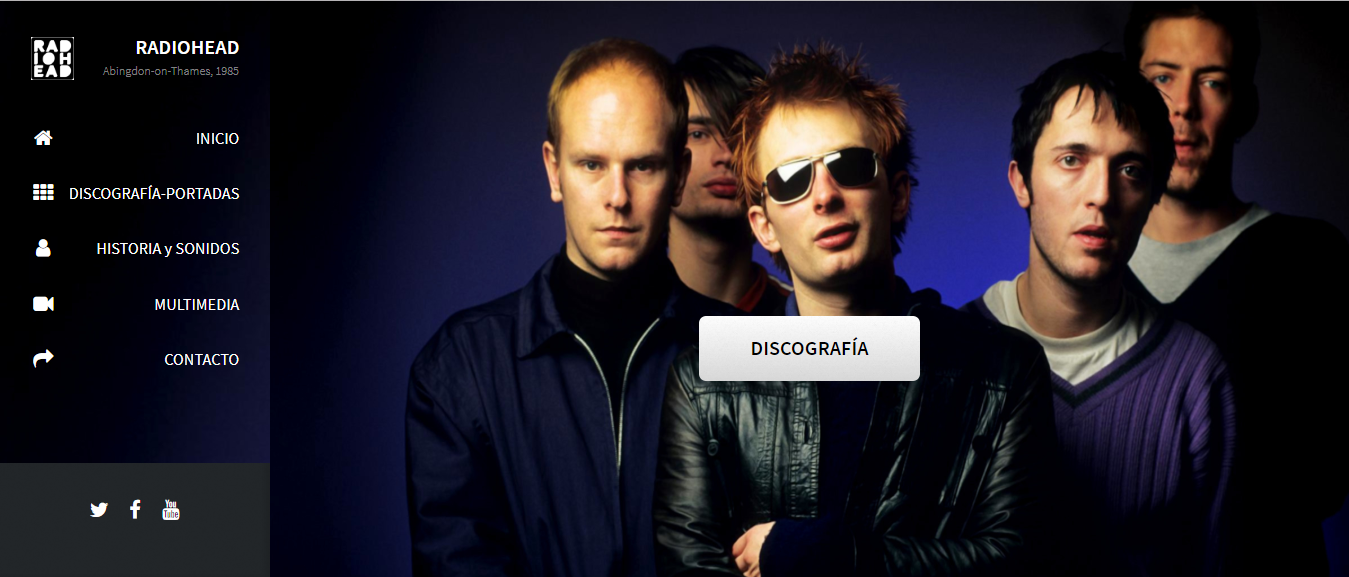 RAD
IOH
EAD
RADIOHEAD
Abingdon-on-Thames, 1985
INICIO
DISCOGRAFÍA-PORTADAS
HISTORIA y SONIDOS
MULTIMEDIA
CONTACTO
DISCOGRAFÍA
You
Tube